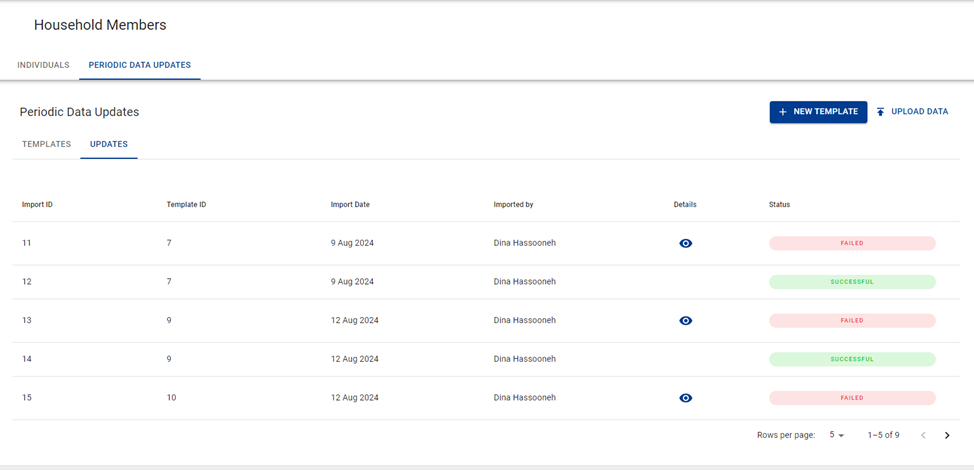 Household Members
INDIVIDUALS PERIODIC DATA UPDATES
Periodic Data Updates + NEW TEMPLATE UPLOAD DATA
TEMPLATES UPDATES
Import ID Template ID Import Date Imported by Details Status
11 7 9 Aug 2024 Dina Hassooneh FAILED
12 7 9 Aug 2024 Dina Hassooneh SUCCESSFUL
13 9 12 Aug 2024 Dina Hassooneh FAILED
14 9 12 Aug 2024 Dina Hassooneh SUCCESSFUL
15 10 12 Aug 2024 Dina Hassooneh FAILED
Rows per page: 5 1–5 of 9